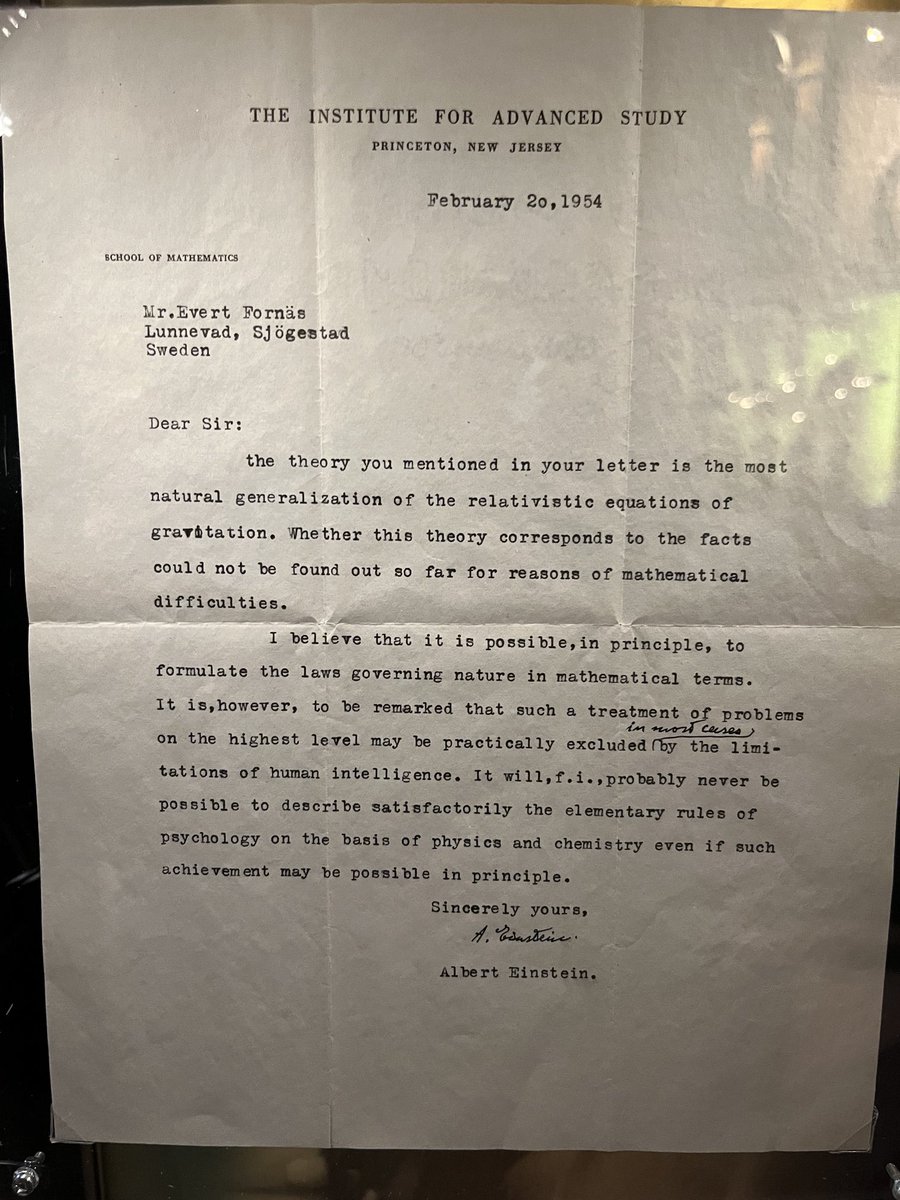 THE INSTITUTE FOR ADVANCED STUDY
PRINCETON, NEW JERSEY
February 2o,1954
SCHOOL OF MATHEMATICS
Mr.Evert Fornäs
Lunnevad, Sjögestad
Sweden
Dear Sir:
the theory you mentioned in your letter is the most
natural generalization of the relativistic equations of
gravitation. Whether this theory corresponds to the facts
could not be found out so far for reasons of mathematical
difficulties.
I believe that it is possible,in principle, to
formulate the laws governing nature in mathematical terms.
It is,however, to be remarked that such a treatment of problems
in most cases
on the highest level may be practically excluded by the limi-
tations of human intelligence. It will,f.i.,probably never be
possible to describe satisfactorily the elementary rules of
psychology on the basis of physics and chemistry even if such
achievement may be possible in principle.
Sincerely yours,
A. Einstein.
Albert Einstein.